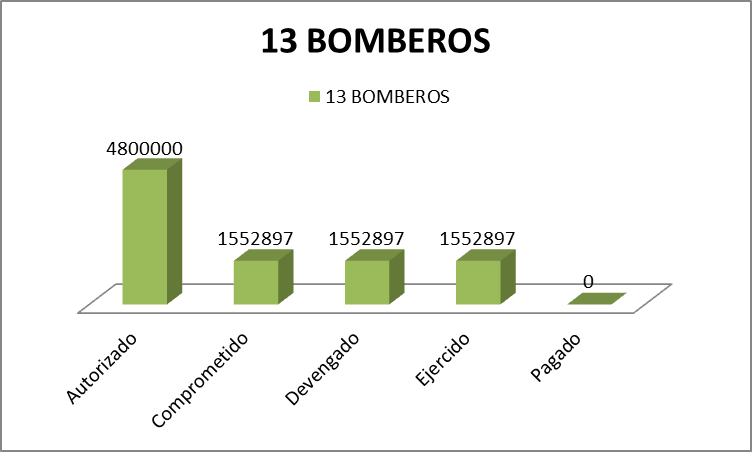 13 BOMBEROS
13 BOMBEROS
4800000
1552897
1552897
1552897
0
Autorizado
Comprometido
Devengado
Ejercido
Pagado